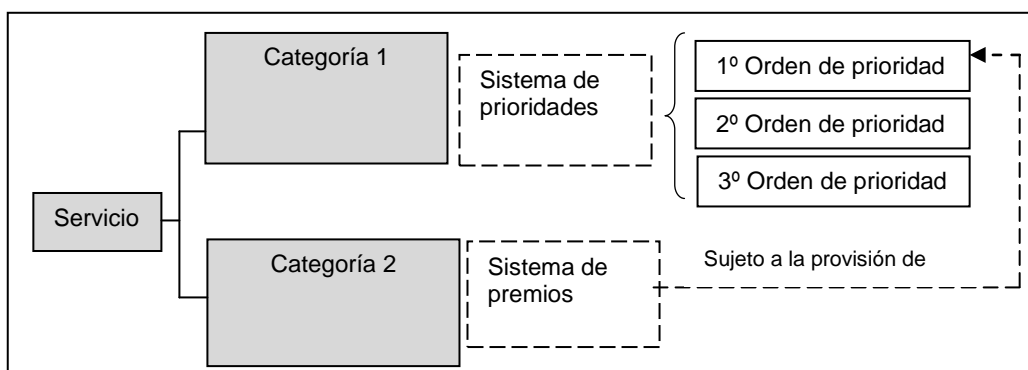 Categoría 1
Sistema de
prioridades
1º Orden de prioridad
2º Orden de prioridad
3º Orden de prioridad
Servicio
Categoría 2
Sistema de
premios
Sujeto a la provisión de